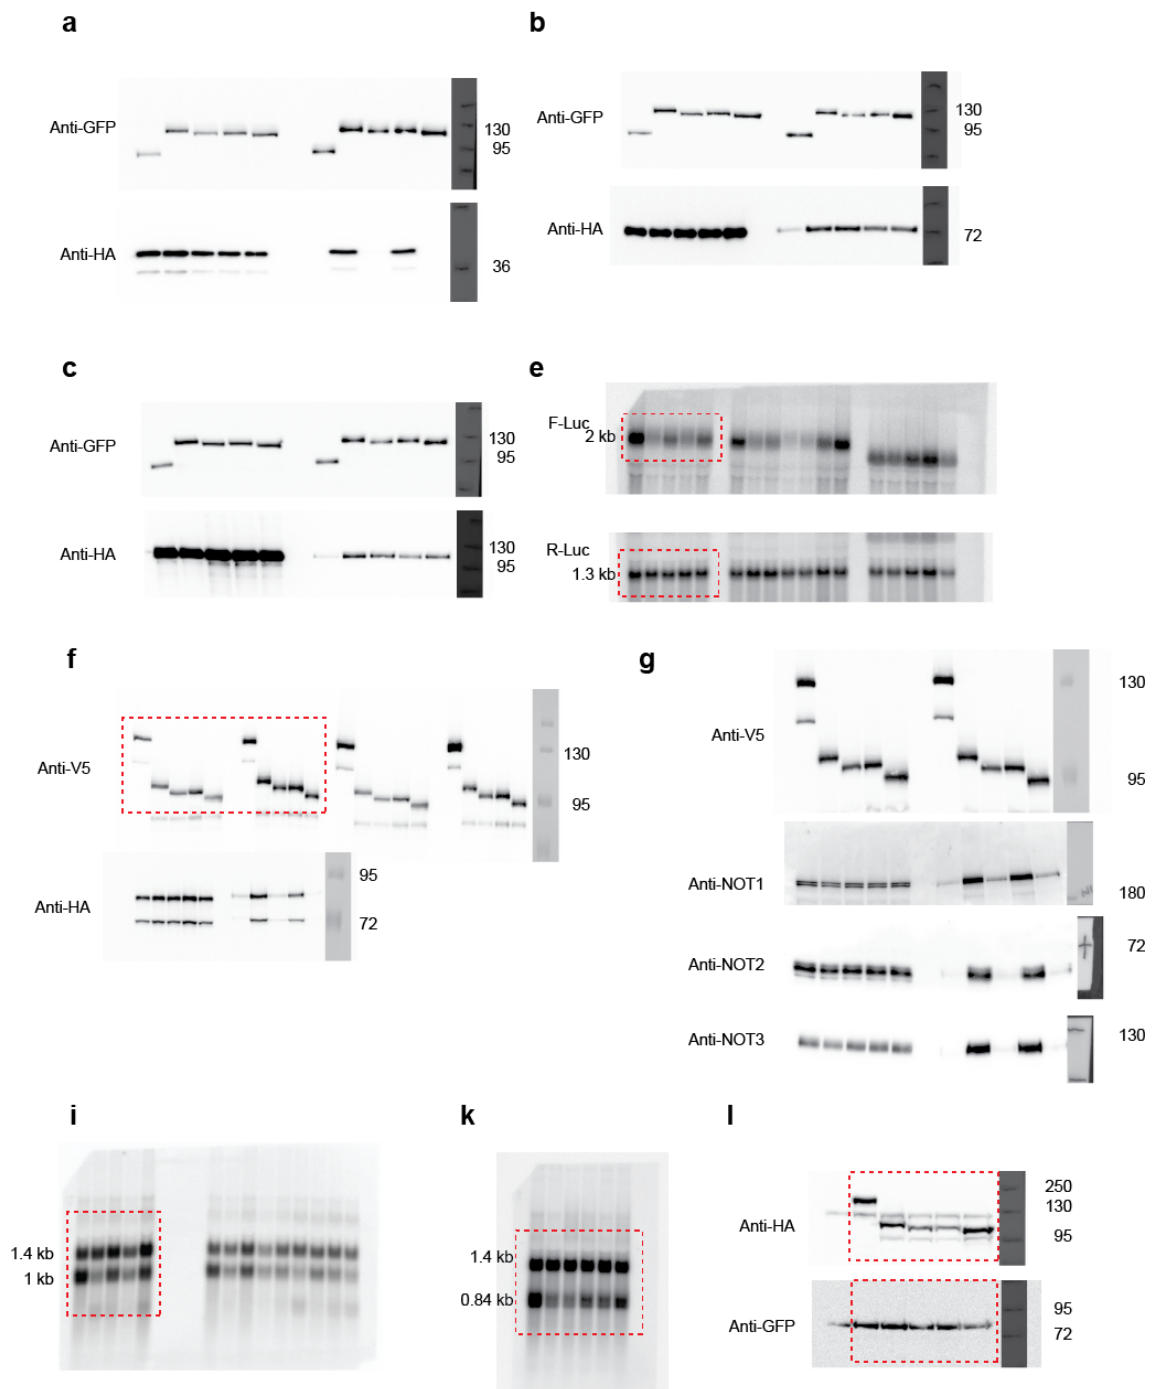 a
Anti-GFP
130
95
Anti-HA
36
b
Anti-GFP
130
95
Anti-HA
72
c
Anti-GFP
130
95
Anti-HA
130
95
e
F-Luc
2 kb
R-Luc
1.3 kb
f
Anti-V5
130
95
Anti-HA
95
72
g
Anti-V5
130
95
Anti-NOT1
180
Anti-NOT2
72
Anti-NOT3
130
i
1.4 kb
1 kb
k
1.4 kb
0.84 kb
l
Anti-HA
250
130
95
Anti-GFP
95
72